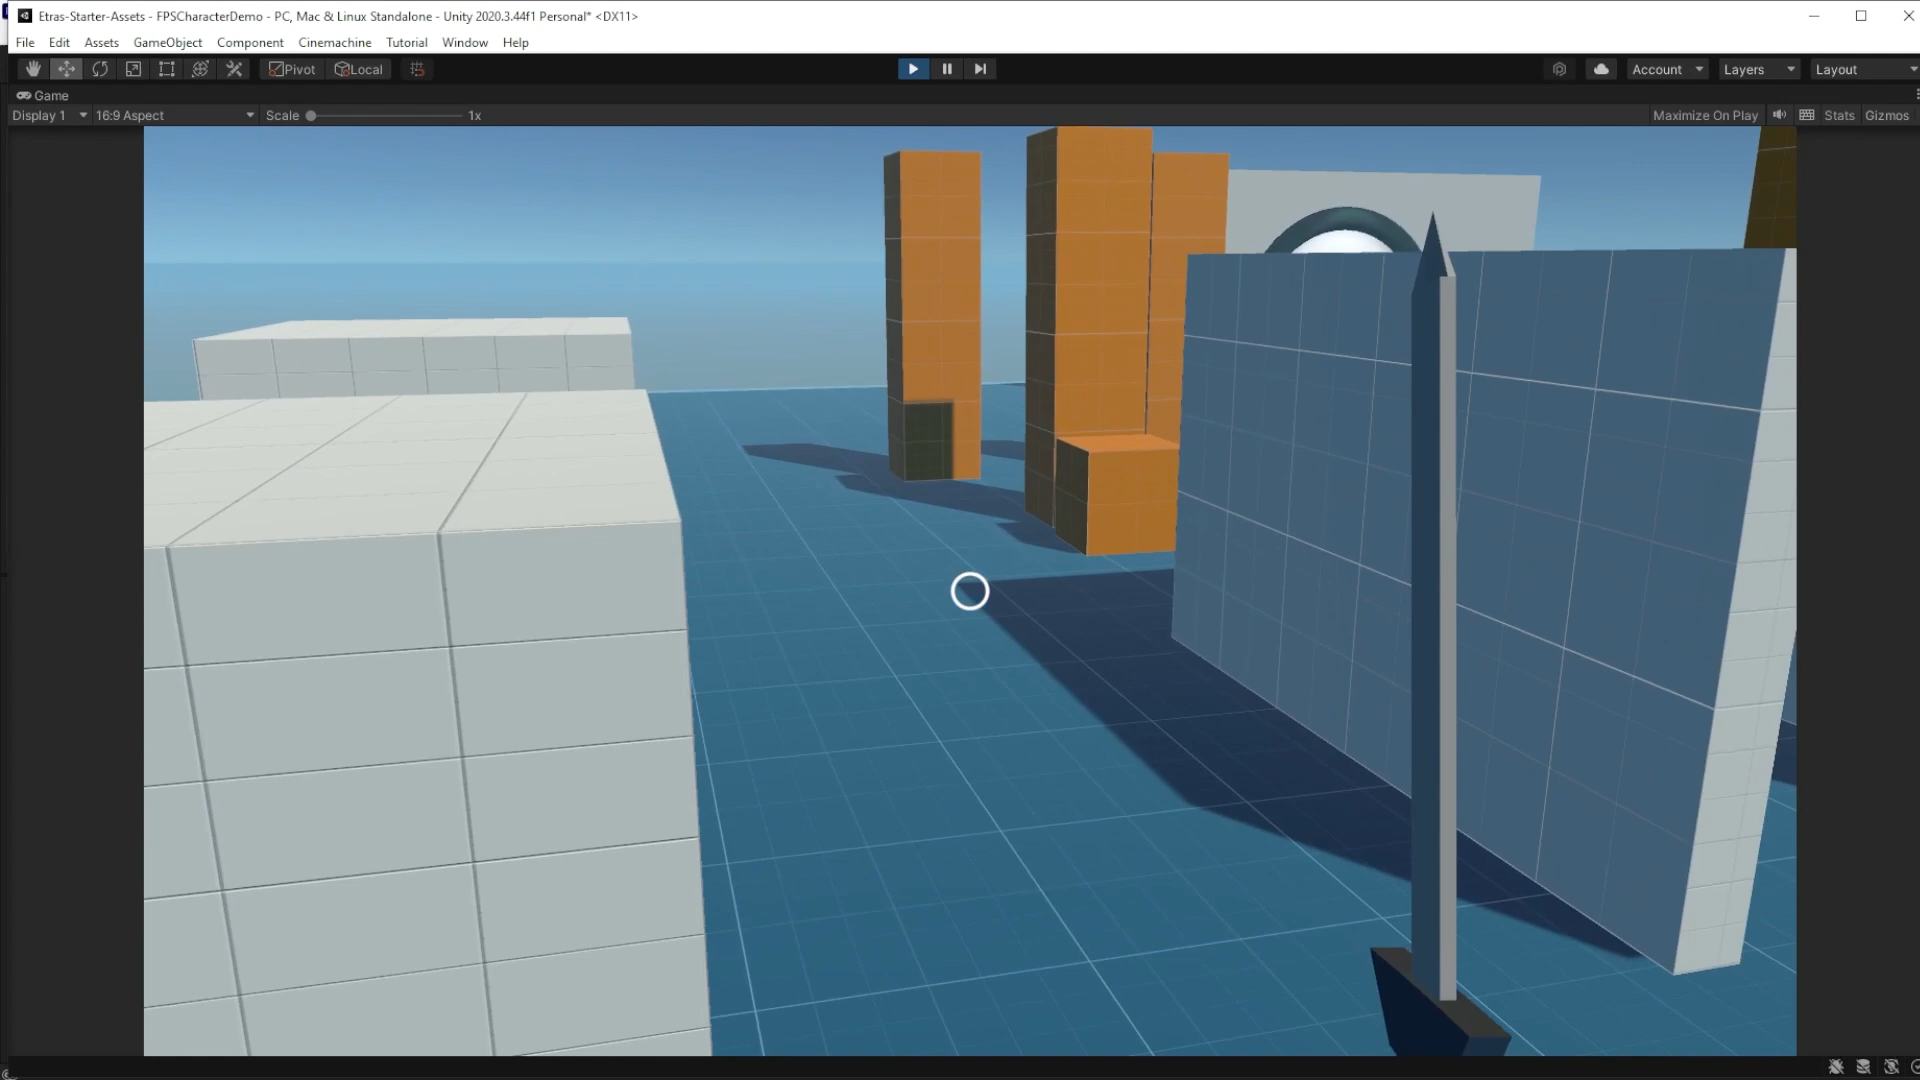 Etras-Starter-Assets - FPSCharacterDemo - PC, Mac & Linux Standalone - Unity 2020.3.44f1 Personal* <DX11>
File Edit Assets GameObject Component Cinemachine Tutorial Window Help
Pivot Local Account Layers Layout
Game
Display 1 16:9 Aspect Scale 1x Maximize On Play Stats Gizmos